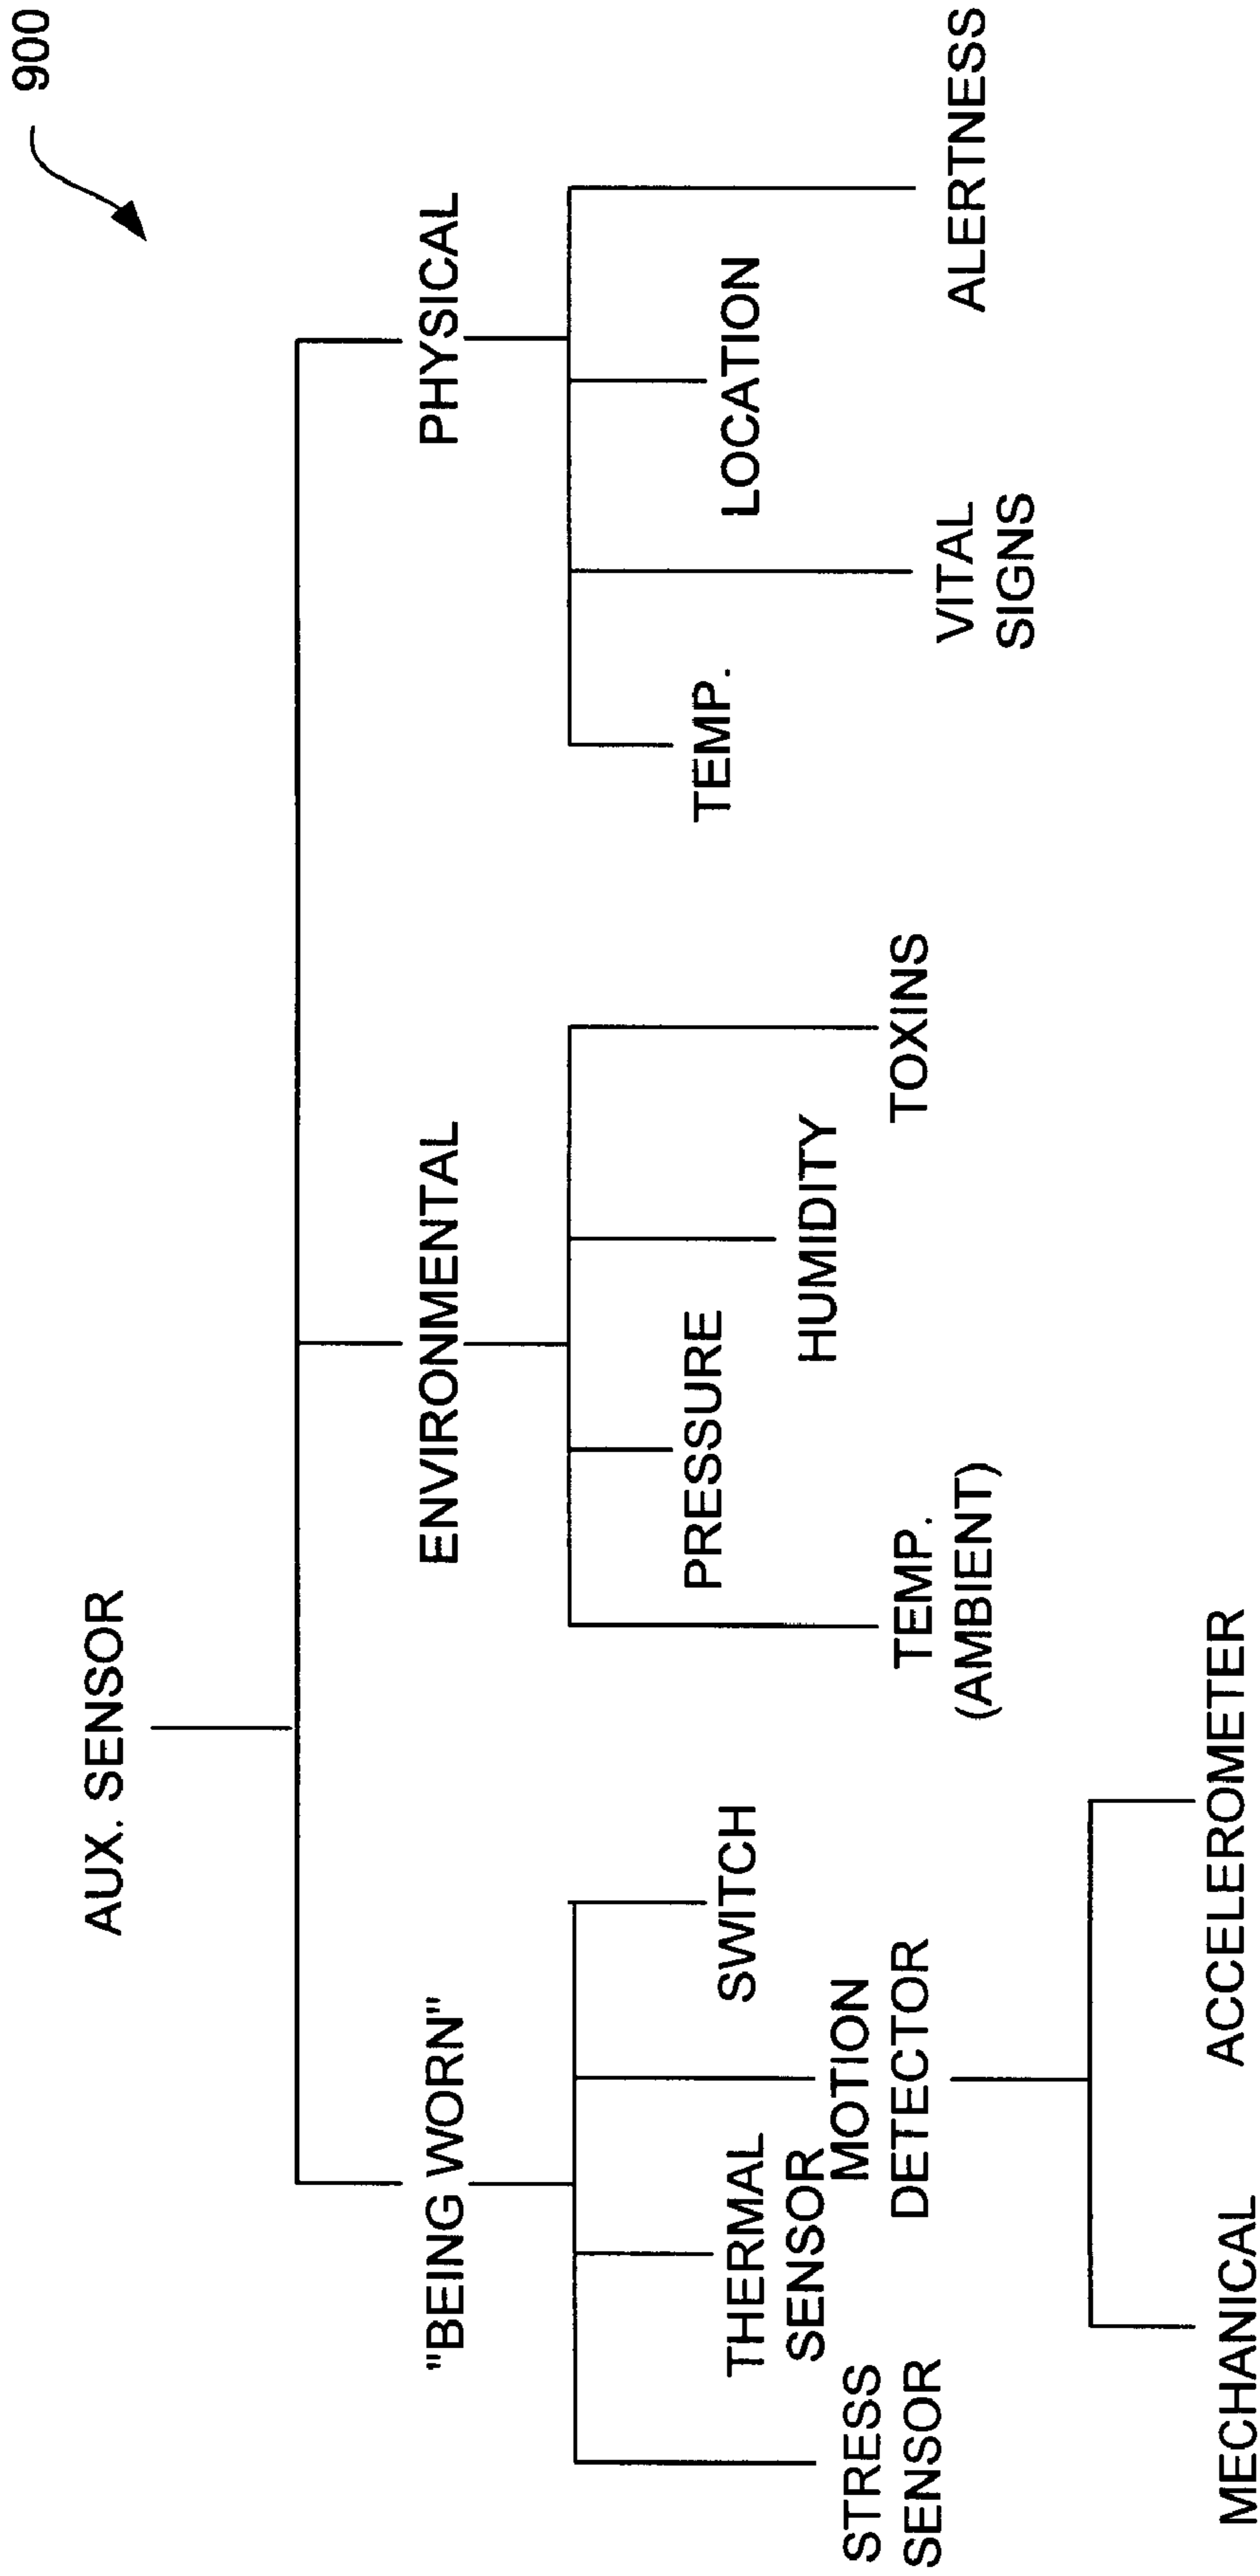 900
AUX. SENSOR
"BEING WORN"
ENVIRONMENTAL
PHYSICAL
STRESS
SENSOR
THERMAL
SENSOR
MOTION
DETECTOR
SWITCH
MECHANICAL
ACCELEROMETER
TEMP.
(AMBIENT)
PRESSURE
HUMIDITY
TOXINS
TEMP.
VITAL
SIGNS
LOCATION
ALERTNESS